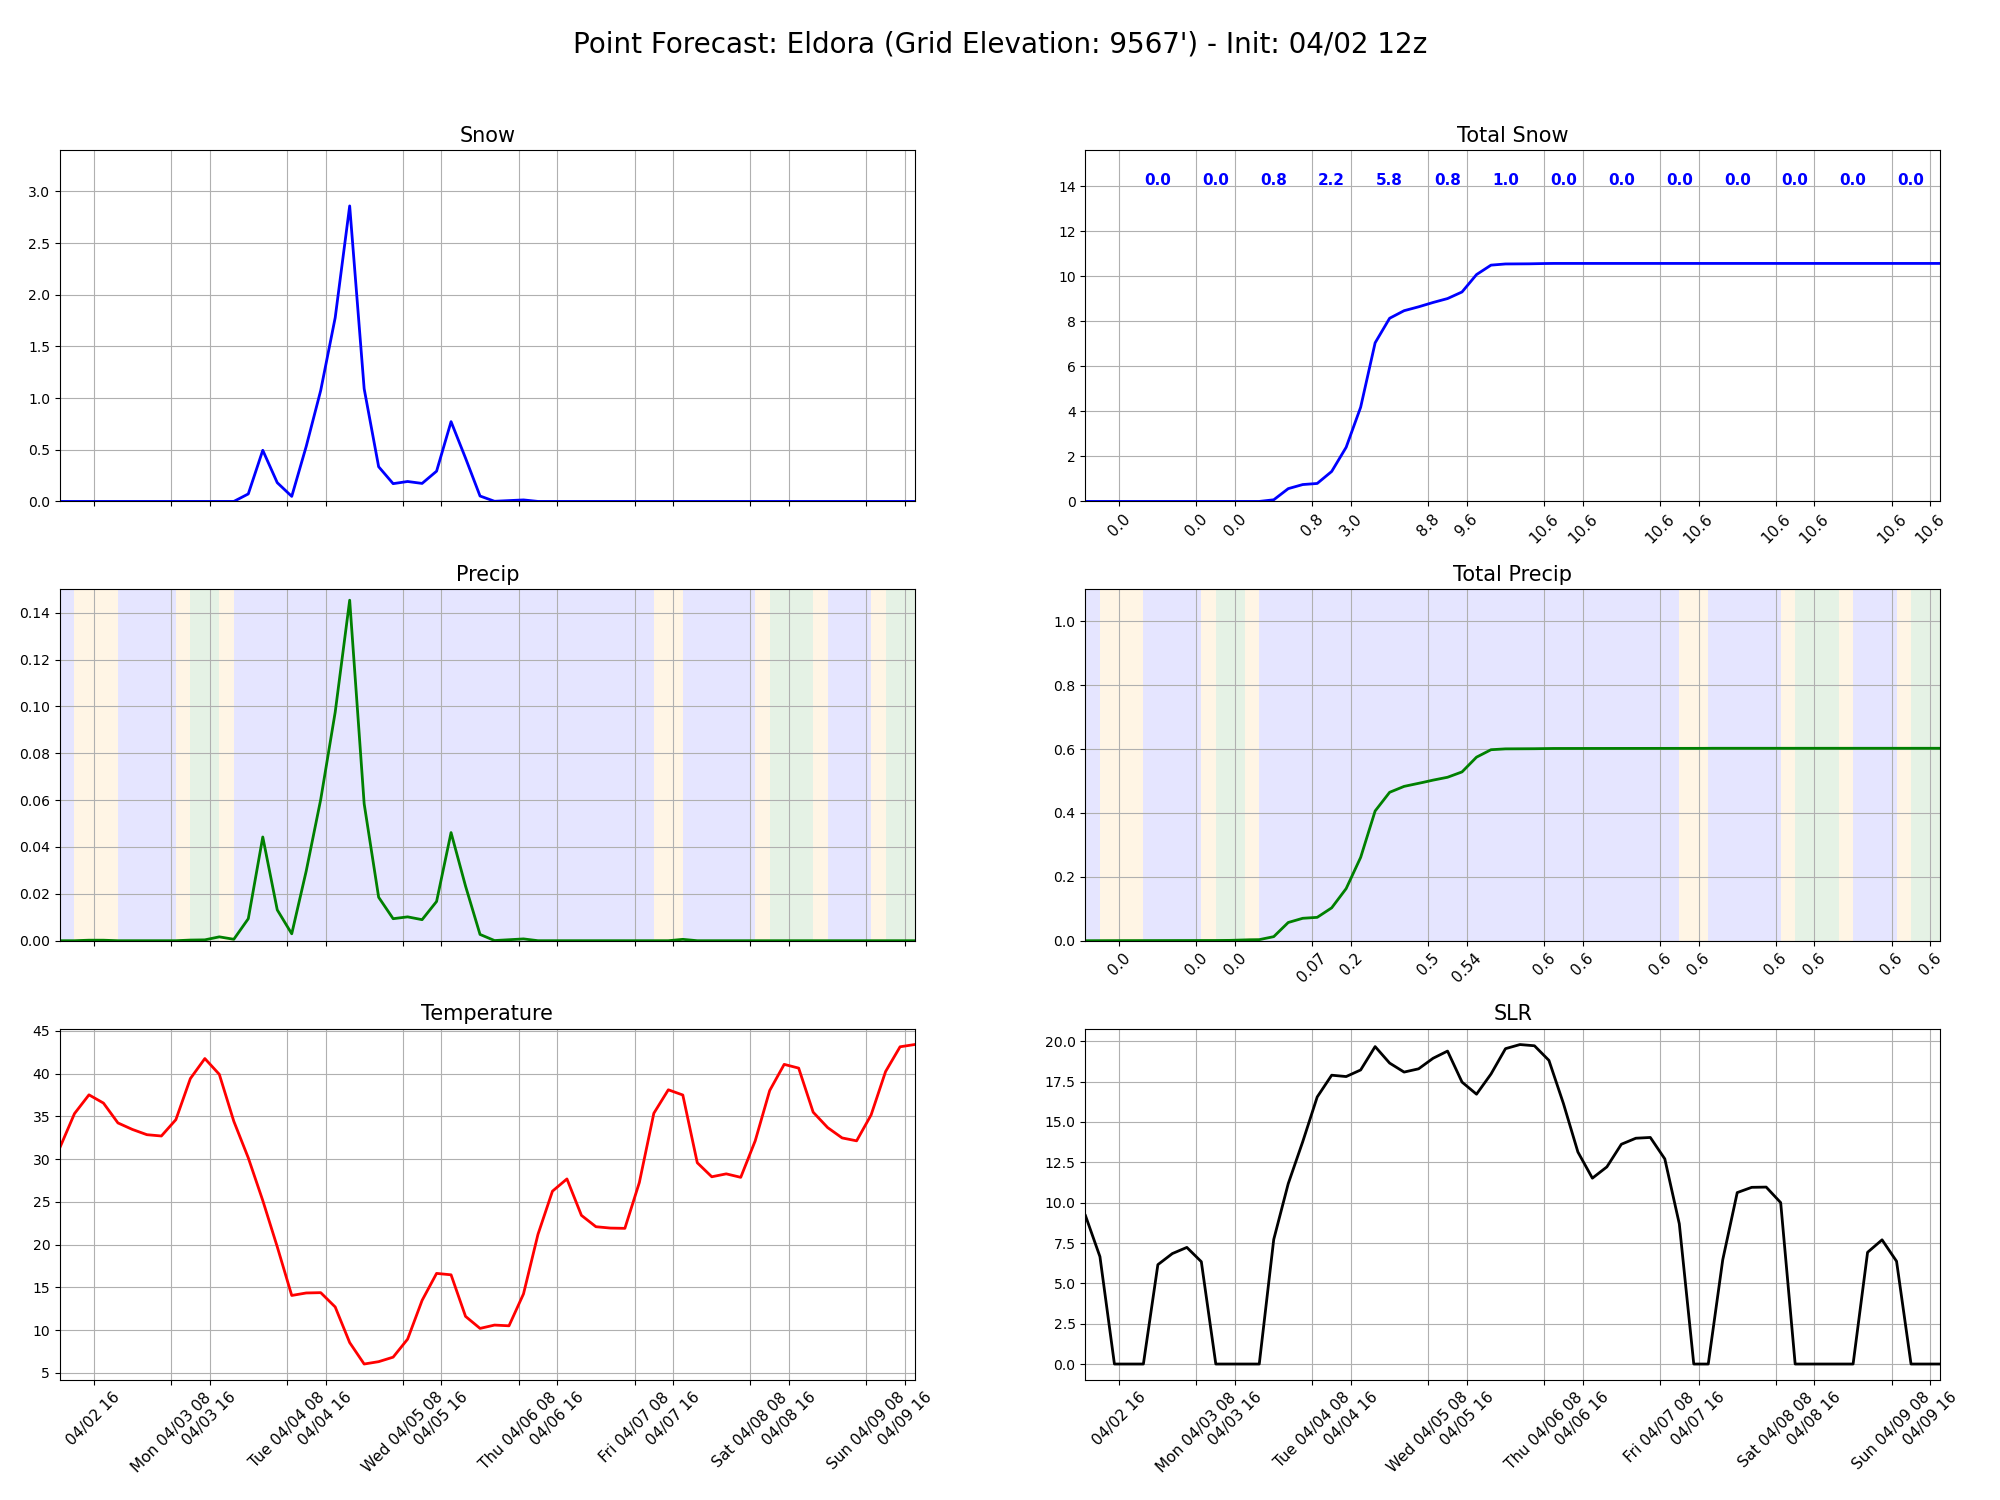 Point Forecast: Eldora (Grid Elevation: 9567') - Init: 04/02 12z
Snow
3.0
2.5
2.0
1.5
1.0
0.5
0.0
Total Snow
0.0 0.0 0.8 2.2 5.8 0.8 1.0 0.0 0.0 0.0 0.0 0.0 0.0 0.0
14
12
10
8
6
4
2
0
0.0 0.0 0.0 0.8 3.0 8.8 9.6 10.6 10.6 10.6 10.6 10.6 10.6 10.6 10.6
Precip
0.14
0.12
0.10
0.08
0.06
0.04
0.02
0.00
Total Precip
1.0
0.8
0.6
0.4
0.2
0.0
0.0 0.0 0.0 0.07 0.2 0.5 0.54 0.6 0.6 0.6 0.6 0.6 0.6 0.6 0.6
Temperature
45
40
35
30
25
20
15
10
5
04/02 16
Mon 04/03 08
04/03 16
Tue 04/04 08
04/04 16
Wed 04/05 08
04/05 16
Thu 04/06 08
04/06 16
Fri 04/07 08
04/07 16
Sat 04/08 08
04/08 16
Sun 04/09 08
04/09 16
SLR
20.0
17.5
15.0
12.5
10.0
7.5
5.0
2.5
0.0
04/02 16
Mon 04/03 08
04/03 16
Tue 04/04 08
04/04 16
Wed 04/05 08
04/05 16
Thu 04/06 08
04/06 16
Fri 04/07 08
04/07 16
Sat 04/08 08
04/08 16
Sun 04/09 08
04/09 16